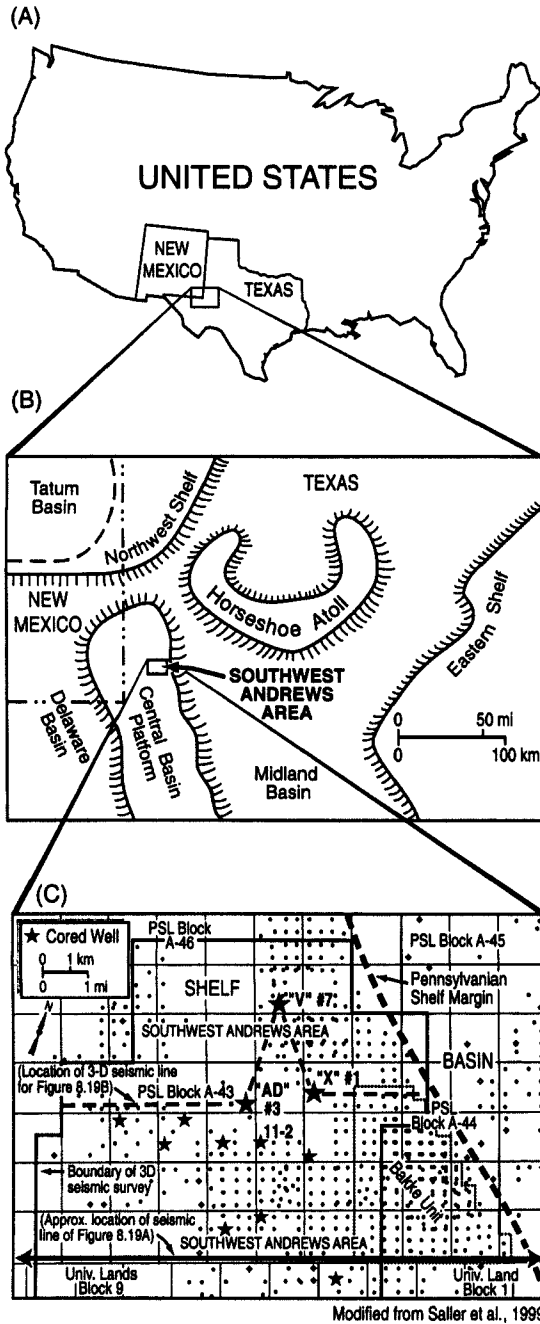 (A)
UNITED STATES
NEW
MEXICO
TEXAS
(B)
Tatum
Basin
Northwest Shelf
TEXAS
NEW
MEXICO
Horseshoe Atoll
Eastern Shelf
SOUTHWEST
ANDREWS
AREA
Delaware
Basin
Central Basin
Platform
Midland
Basin
0 50 mi
0 100 km
(C)
★ Cored Well
0 1 km
0 1 mi
N
PSL Block
A-46
PSL Block A-45
SHELF
Pennsylvanian
Shelf Margin
"V" #7
SOUTHWEST ANDREWS AREA
BASIN
(Location of 3-D seismic line
for Figure 8.19B)
PSL Block A-43
"X" #1
"AD"
#3
11-2
PSL
Block A-44
Boundary of 3D
seismic survey
Bakke Unit
(Approx. location of seismic
line of Figure 8.19A)
SOUTHWEST ANDREWS AREA
Univ. Lands
Block 9
Univ. Land
Block 1
Modified from Saller et al., 1999